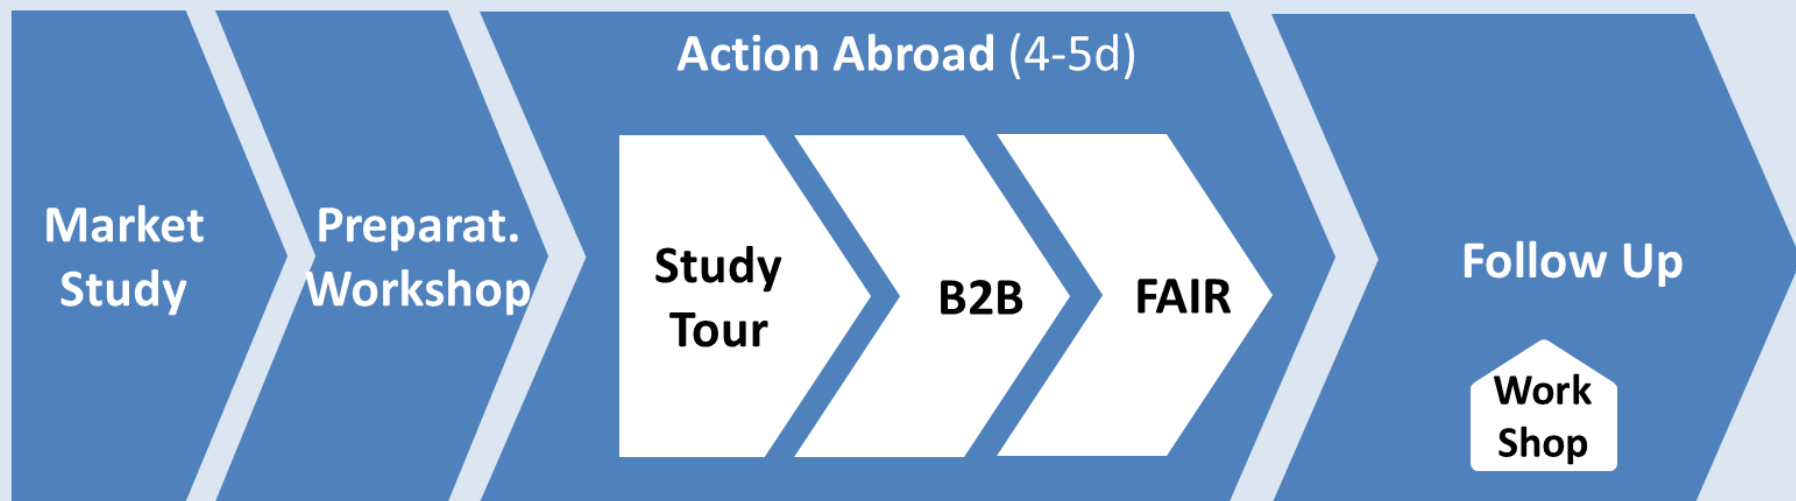 Market
Study
Preparat.
Workshop
Action Abroad (4-5d)
Study
Tour
B2B
FAIR
Follow Up
Work
Shop